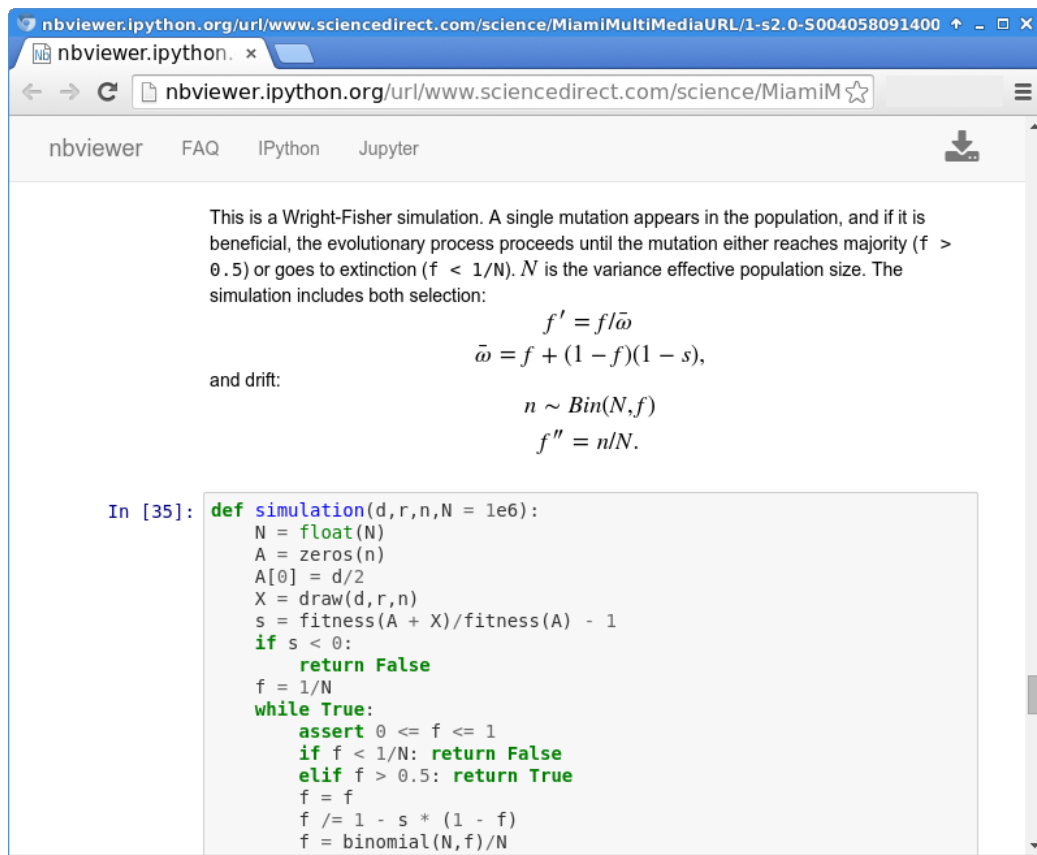 nbviewer.ipython.org/url/www.sciencedirect.com/science/MiamiMultiMediaURL/1-s2.0-S004058091400
nbviewer.ipython.
nbviewer.ipython.org/url/www.sciencedirect.com/science/MiamiM
nbviewer FAQ IPython Jupyter
This is a Wright-Fisher simulation. A single mutation appears in the population, and if it is
beneficial, the evolutionary process proceeds until the mutation either reaches majority (f >
0.5) or goes to extinction (f < 1/N). N is the variance effective population size. The
simulation includes both selection:
f′ = f/ω̄
ω̄ = f + (1 − f)(1 − s),
and drift:
n ∼ Bin(N, f)
f″ = n/N.
In [35]: def simulation(d,r,n,N = 1e6):
    N = float(N)
    A = zeros(n)
    A[0] = d/2
    X = draw(d,r,n)
    s = fitness(A + X)/fitness(A) - 1
    if s < 0:
        return False
    f = 1/N
    while True:
        assert 0 <= f <= 1
        if f < 1/N: return False
        elif f > 0.5: return True
        f = f
        f /= 1 - s * (1 - f)
        f = binomial(N,f)/N